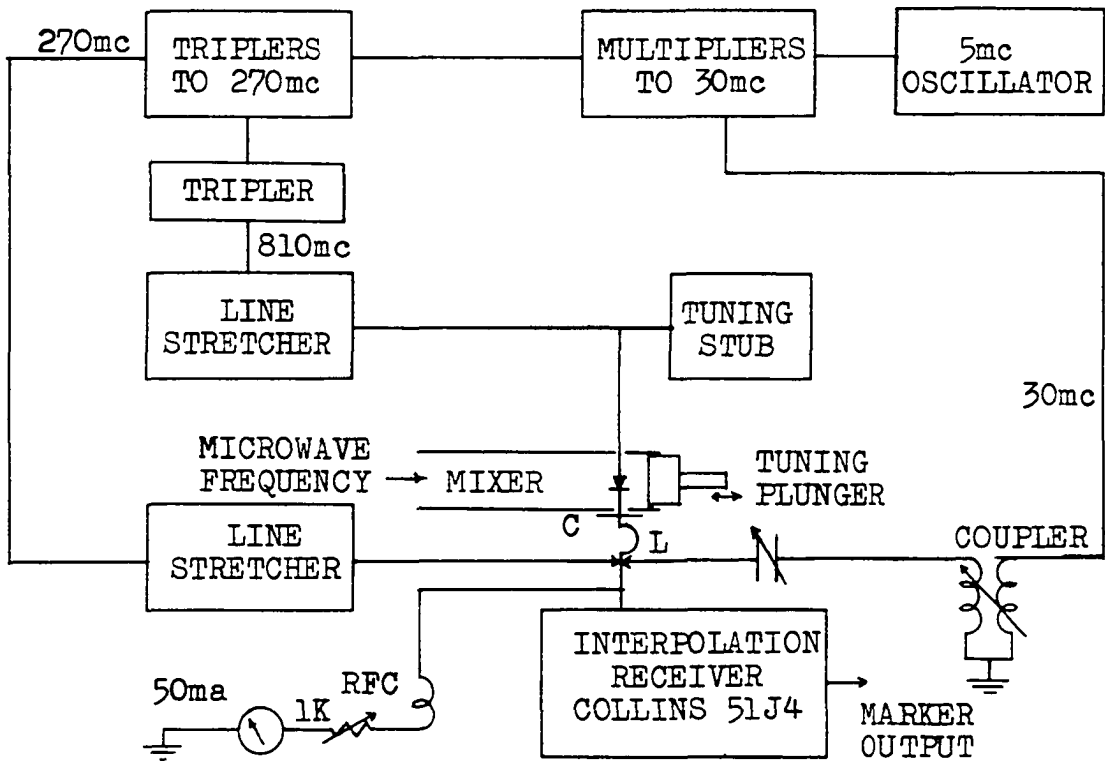 270mc
TRIPLERS
TO 270mc
MULTIPLIERS
TO 30mc
5mc
OSCILLATOR
TRIPLER
810mc
LINE
STRETCHER
TUNING
STUB
30mc
MICROWAVE
FREQUENCY
MIXER
TUNING
PLUNGER
C
L
LINE
STRETCHER
COUPLER
INTERPOLATION
RECEIVER
COLLINS 51J4
50ma
1K
RFC
MARKER
OUTPUT